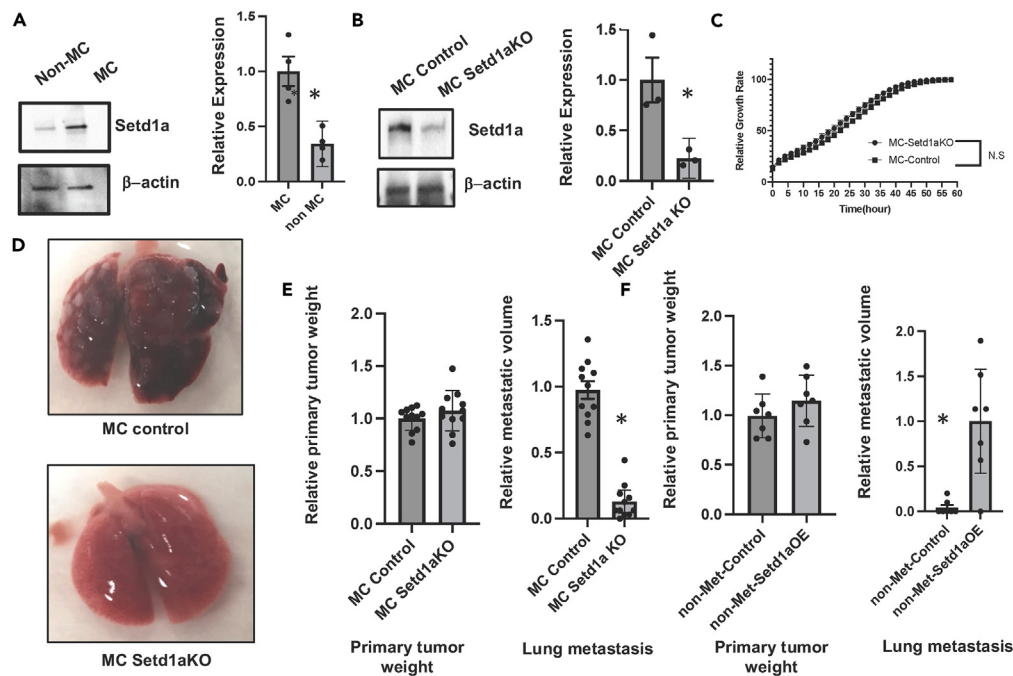 A
Non-MC
MC
Setd1a
β–actin
Relative Expression
1.5
1.0
0.5
0.0
*
*
MC
non MC
B
MC Control
MC Setd1aKO
Setd1a
β–actin
Relative Expression
1.5
1.0
0.5
0.0
*
MC Control
MC Setd1a KO
C
Relative Growth Rate
100
50
0
0 5 10 15 20 25 30 35 40 45 50 55 60
Time(hour)
MC-Setd1aKO
MC-Control
N.S
D
MC control
MC Setd1aKO
E
Relative primary tumor weight
2.0
1.5
1.0
0.5
0.0
MC Control
MC Setd1aKO
Primary tumor
weight
Relative metastatic volume
1.5
1.0
0.5
0.0
*
MC Control
MC Setd1a KO
Lung metastasis
F
Relative primary tumor weight
2.0
1.5
1.0
0.5
0.0
non-Met-Control
non-Met-Setd1aOE
Primary tumor
weight
Relative metastatic volume
2.0
1.5
1.0
0.5
0.0
*
non-Met-Control
non-Met-Setd1aOE
Lung metastasis